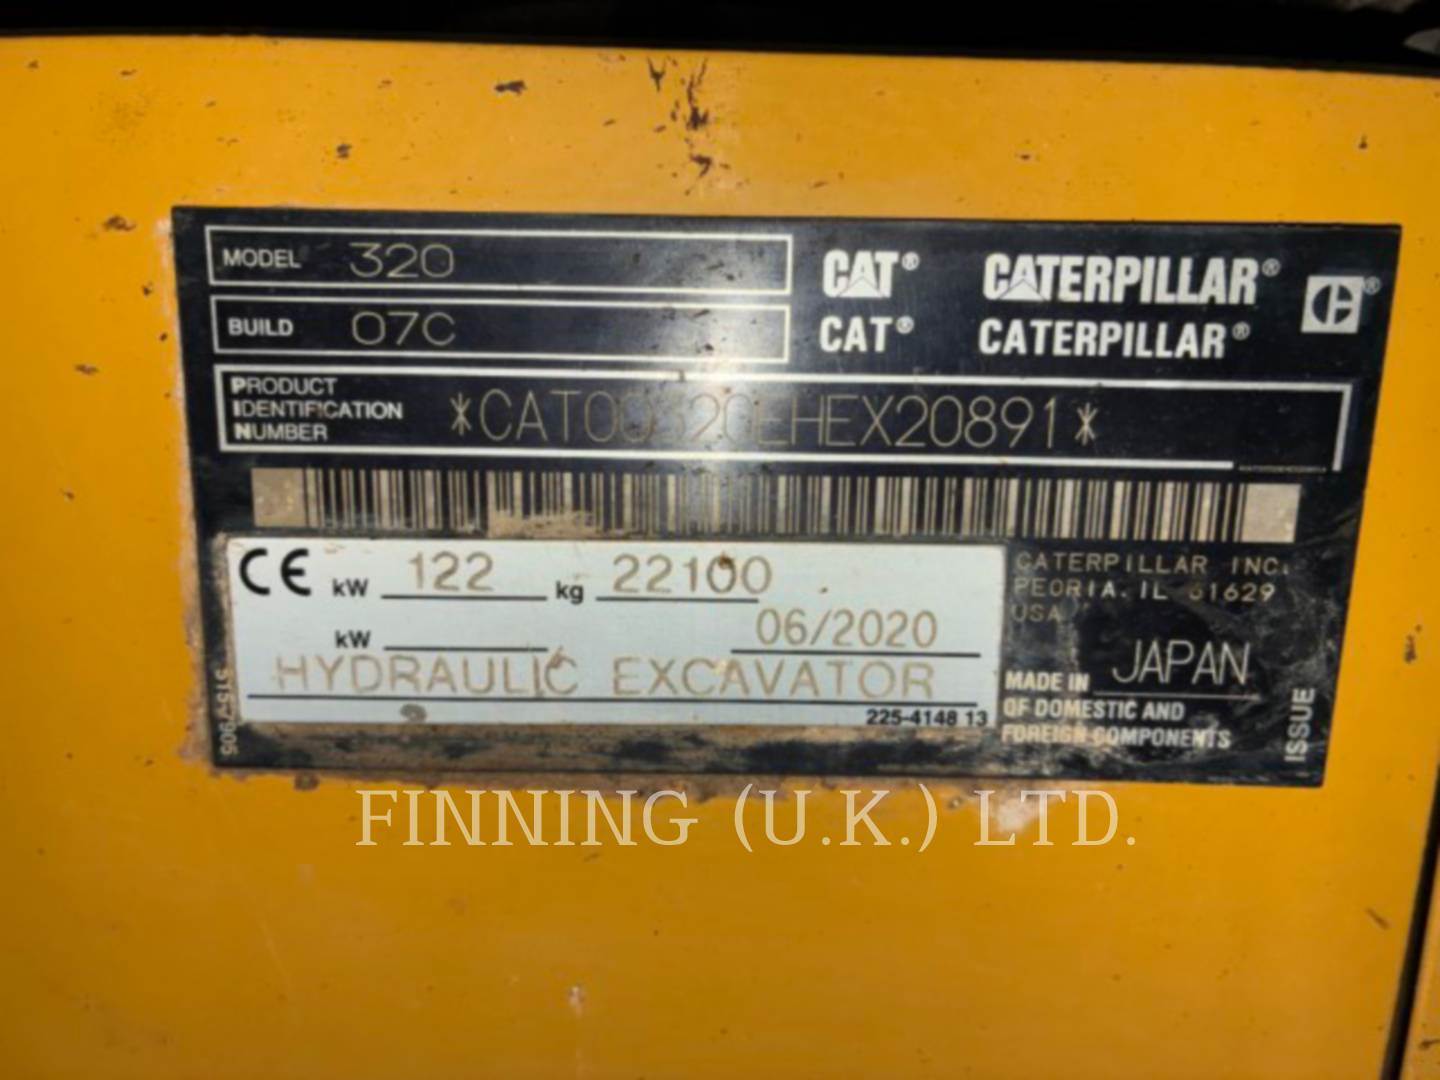 MODEL 320
BUILD 07C
CAT® CATERPILLAR® ®
CAT® CATERPILLAR®
PRODUCT
IDENTIFICATION
NUMBER
*CAT00320LHEX20891*
CE kW 122 kg 22100
kW 06/2020
HYDRAULIC EXCAVATOR
225-4148 13
CATERPILLAR INC.
PEORIA. IL 61629
USA
MADE IN JAPAN
OF DOMESTIC AND
FOREIGN COMPONENTS
ISSUE
FINNING (U.K.) LTD.